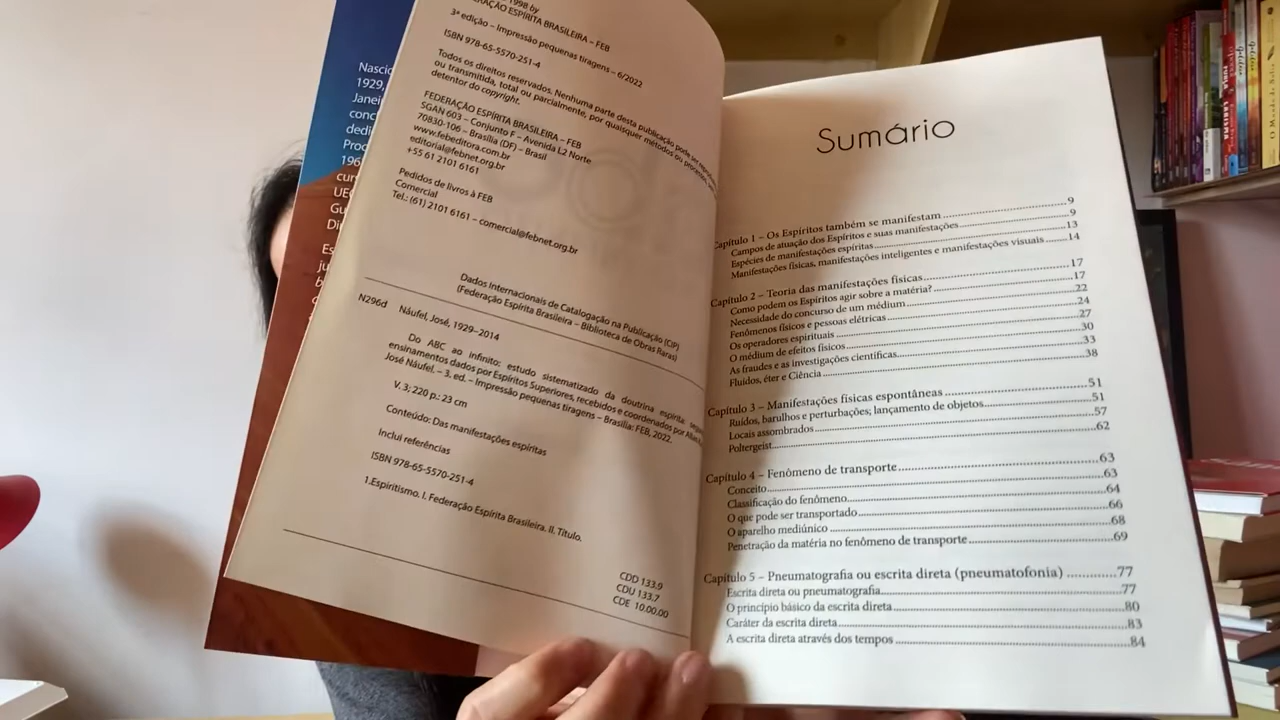 Nascio
1929,
Janei
conc
dedi
Proc
196
cur
UE
Gu
Di
Es
ju
1998 by
FEDERAÇÃO ESPÍRITA BRASILEIRA – FEB
3ª edição – Impressão pequenas tiragens – 6/2022
ISBN 978-65-5570-251-4
Todos os direitos reservados. Nenhuma parte desta publicação pode ser
ou transmitida, total ou parcialmente, por quaisquer métodos ou processos,
detentor do copyright.
FEDERAÇÃO ESPÍRITA BRASILEIRA – FEB
SGAN 603 – Conjunto F – Avenida L2 Norte
70830-106 – Brasília (DF) – Brasil
www.febeditora.com.br
editorial@febnet.org.br
+55 61 2101 6161
Pedidos de livros à FEB
Comercial
Tel.: (61) 2101 6161 – comercial@febnet.org.br
Dados Internacionais de Catalogação na Publicação (CIP)
(Federação Espírita Brasileira – Biblioteca de Obras Raras)
N296d Náufel, José, 1929–2014
Do ABC ao infinito: estudo sistematizado da doutrina espírita
ensinamentos dados por Espíritos Superiores, recebidos e coordenados por
José Náufel. – 3. ed. – Impressão pequenas tiragens – Brasília: FEB, 2022.
V. 3; 220 p.: 23 cm
Conteúdo: Das manifestações espíritas
Inclui referências
ISBN 978-65-5570-251-4
1.Espiritismo. I. Federação Espírita Brasileira. II. Título.
CDD 133.9
CDU 133.7
CDE 10.00.00
Sumário
Capítulo 1 – Os Espíritos também se manifestam ........ 9
Campos de atuação dos Espíritos e suas manifestações ........ 9
Espécies de manifestações espíritas ........ 13
Manifestações físicas, manifestações inteligentes e manifestações visuais ........ 14
Capítulo 2 – Teoria das manifestações físicas ........ 17
Como podem os Espíritos agir sobre a matéria? ........ 17
Necessidade do concurso de um médium ........ 22
Fenômenos físicos e pessoas elétricas ........ 24
Os operadores espirituais ........ 27
O médium de efeitos físicos ........ 30
As fraudes e as investigações científicas ........ 33
Fluidos, éter e Ciência ........ 38
Capítulo 3 – Manifestações físicas espontâneas ........ 51
Ruídos, barulhos e perturbações; lançamento de objetos ........ 51
Locais assombrados ........ 57
Poltergeist ........ 62
Capítulo 4 – Fenômeno de transporte ........ 63
Conceito ........ 63
Classificação do fenômeno ........ 64
O que pode ser transportado ........ 66
O aparelho mediúnico ........ 68
Penetração da matéria no fenômeno de transporte ........ 69
Capítulo 5 – Pneumatografia ou escrita direta (pneumatofonia) ........ 77
Escrita direta ou pneumatografia ........ 77
O princípio básico da escrita direta ........ 80
Caráter da escrita direta ........ 83
A escrita direta através dos tempos ........ 84